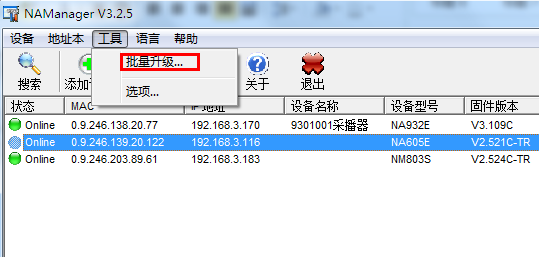 NAManager V3.2.5
设备 地址本 工具 语言 帮助
批量升级...
选项...
搜索 添加 关于 退出
状态 MAC IP 地址 设备名称 设备型号 固件版本
Online 0.9.246.138.20.77 192.168.3.170 9301001采播器 NA932E V3.109C
Online 0.9.246.139.20.122 192.168.3.116 NA605E V2.521C-TR
Online 0.9.246.203.89.61 192.168.3.183 NM803S V2.524C-TR